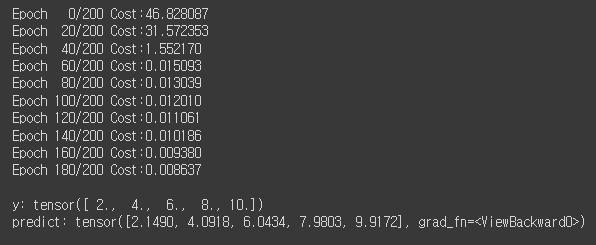 Epoch    0/200 Cost:46.828087
Epoch   20/200 Cost:31.572353
Epoch   40/200 Cost:1.552170
Epoch   60/200 Cost:0.015093
Epoch   80/200 Cost:0.013039
Epoch  100/200 Cost:0.012010
Epoch  120/200 Cost:0.011061
Epoch  140/200 Cost:0.010186
Epoch  160/200 Cost:0.009380
Epoch  180/200 Cost:0.008637
y: tensor([ 2.,  4.,  6.,  8., 10.])
predict: tensor([2.1490, 4.0918, 6.0434, 7.9803, 9.9172], grad_fn=<ViewBackward0>)